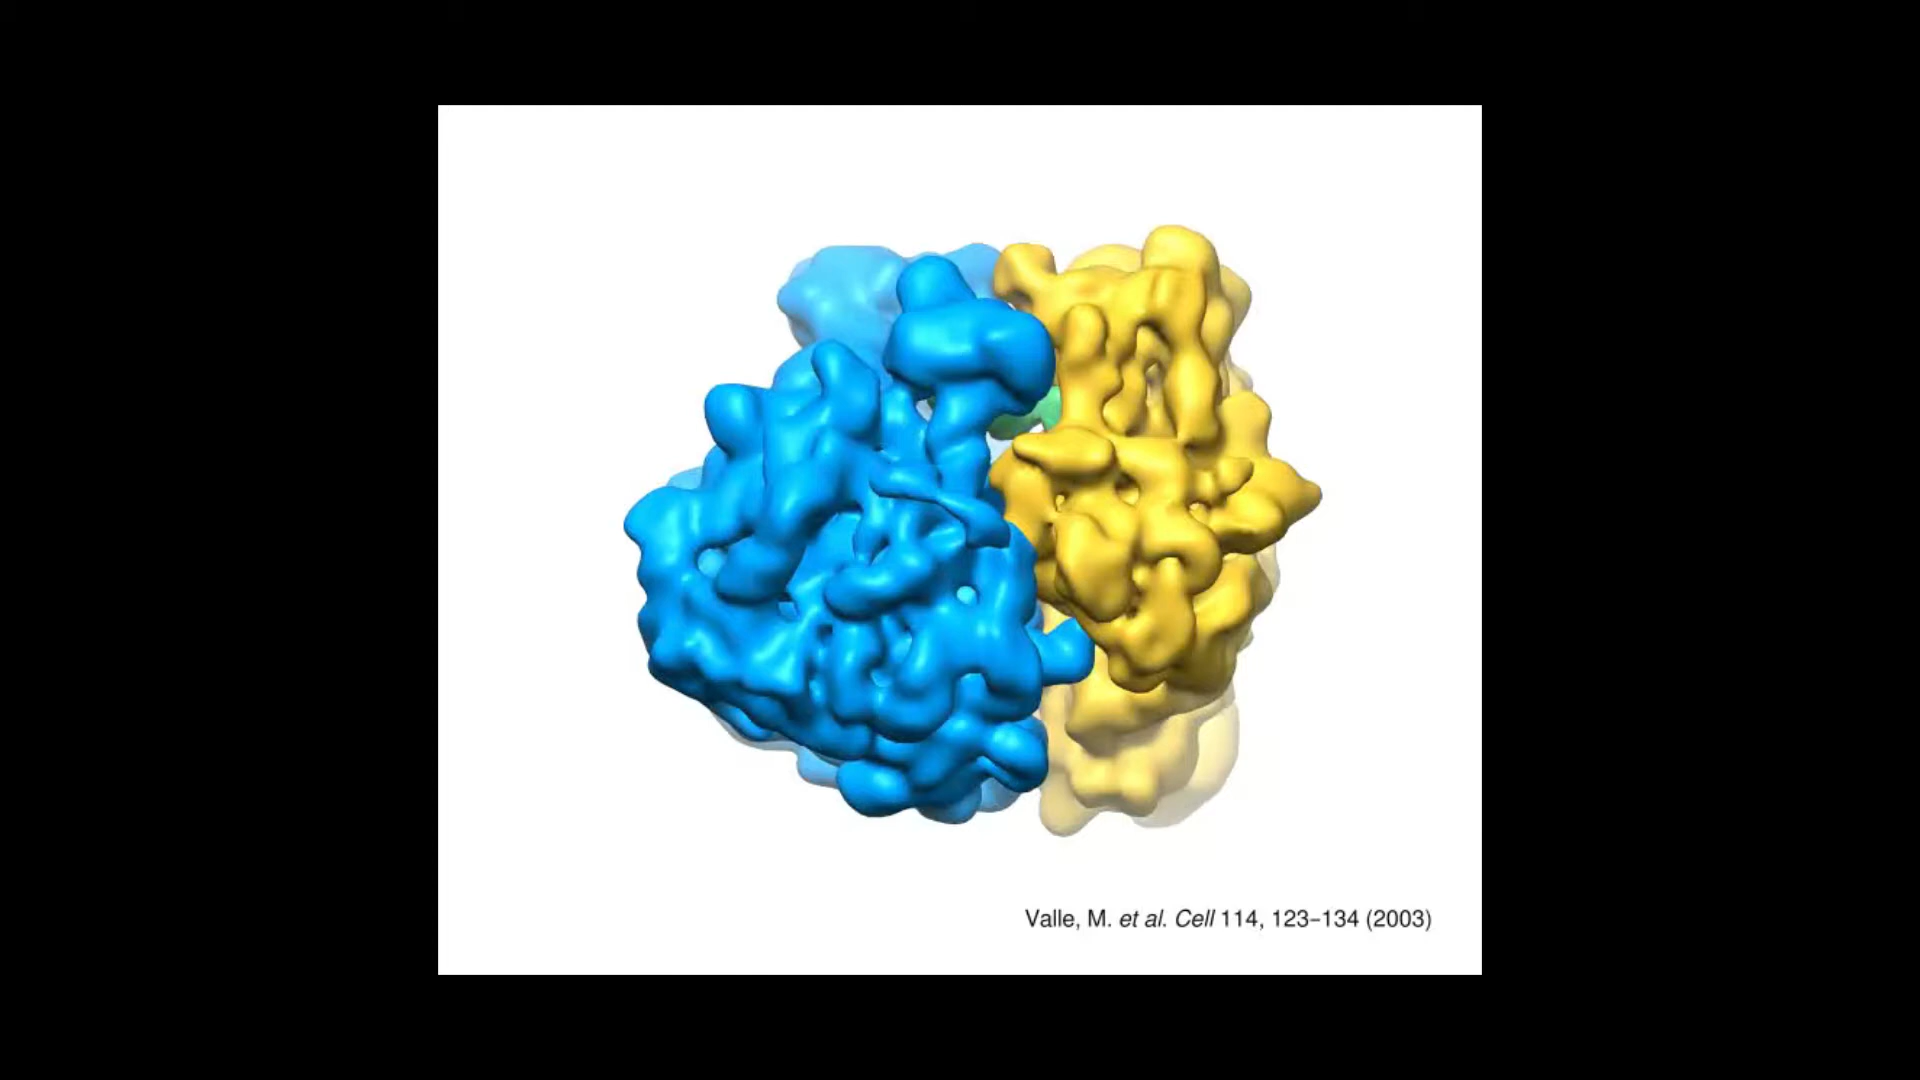 Valle, M. et al. Cell 114, 123–134 (2003)